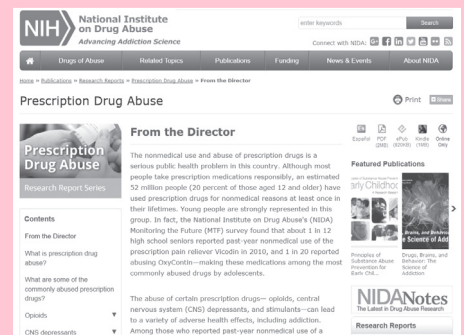 NIH
National Institute
on Drug Abuse
Advancing Addiction Science
enter keywords
Search
Connect with NIDA:
Drugs of Abuse
Related Topics
Publications
Funding
News & Events
About NIDA
Home » Publications » Research Reports » Prescription Drug Abuse » From the Director
Prescription Drug Abuse
Print
Share
Prescription
Drug Abuse
Research Report Series
Contents
From the Director
What is prescription drug
abuse?
What are some of the
commonly abused prescription
drugs?
Opioids
CNS depressants
From the Director
The nonmedical use and abuse of prescription drugs is a
serious public health problem in this country. Although most
people take prescription medications responsibly, an estimated
52 million people (20 percent of those aged 12 and older) have
used prescription drugs for nonmedical reasons at least once in
their lifetimes. Young people are strongly represented in this
group. In fact, the National Institute on Drug Abuse's (NIDA)
Monitoring the Future (MTF) survey found that about 1 in 12
high school seniors reported past-year nonmedical use of the
prescription pain reliever Vicodin in 2010, and 1 in 20 reported
abusing OxyContin—making these medications among the most
commonly abused drugs by adolescents.
The abuse of certain prescription drugs— opioids, central
nervous system (CNS) depressants, and stimulants—can lead
to a variety of adverse health effects, including addiction.
Among those who reported past-year nonmedical use of a
Español
PDF
(2MB)
ePub
(820KB)
Kindle
(1MB)
Online
Only
Featured Publications
Early Childhoo
Brains, and Behavior
e Science of Add
Principles of
Substance Abuse
Prevention for
Early Chil...
Drugs, Brains, and
Behavior: The
Science of
Addiction
NIDANotes
The Latest in Drug Abuse Research
Research Reports